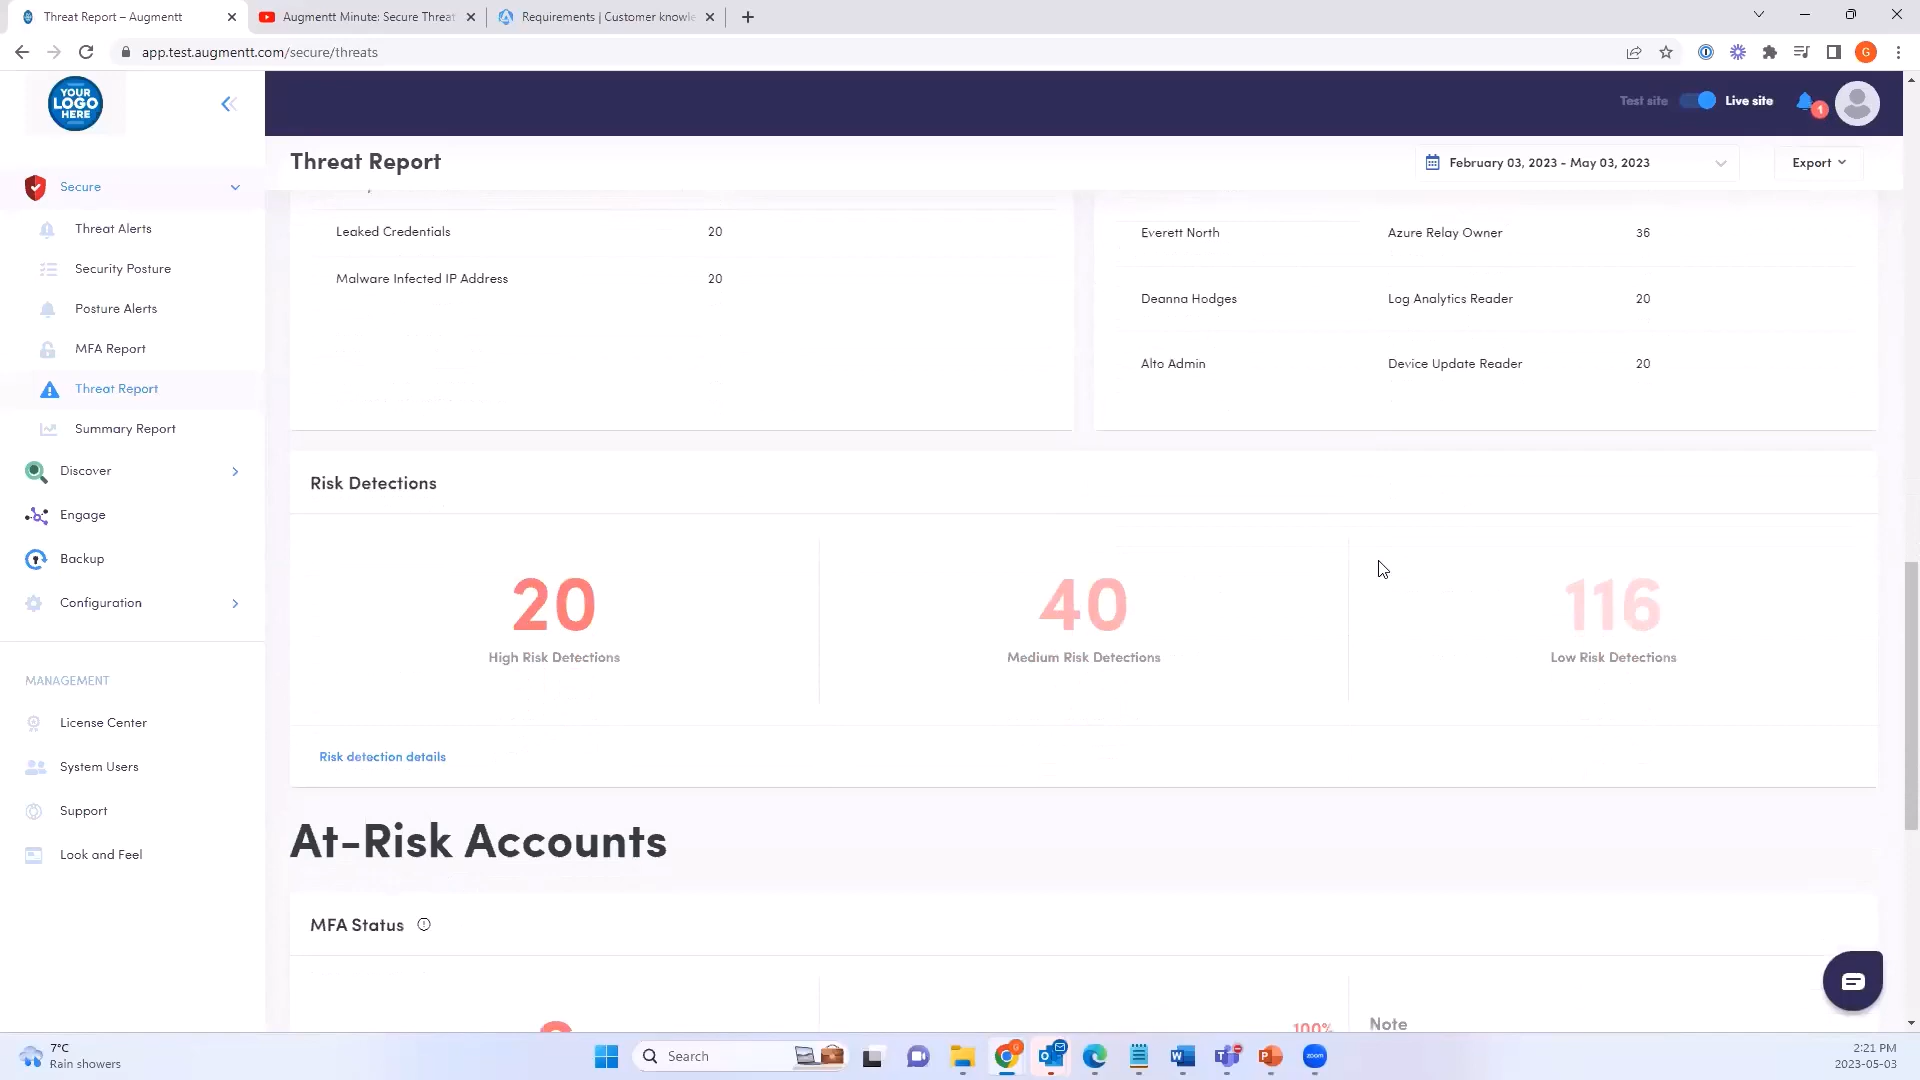 Threat Report – Augmentt
Augmentt Minute: Secure Threat
Requirements | Customer knowle
app.test.augmentt.com/secure/threats
G
YOUR
LOGO
HERE
Test site
Live site
1
Threat Report
February 03, 2023 - May 03, 2023
Export
Secure
Threat Alerts
Security Posture
Posture Alerts
MFA Report
Threat Report
Summary Report
Discover
Engage
Backup
Configuration
MANAGEMENT
License Center
System Users
Support
Look and Feel
Leaked Credentials 20
Malware Infected IP Address 20
Everett North Azure Relay Owner 36
Deanna Hodges Log Analytics Reader 20
Alto Admin Device Update Reader 20
Risk Detections
20
High Risk Detections
40
Medium Risk Detections
116
Low Risk Detections
Risk detection details
At-Risk Accounts
MFA Status
100%
Note
7°C
Rain showers
Search
zoom
2:21 PM
2023-05-03